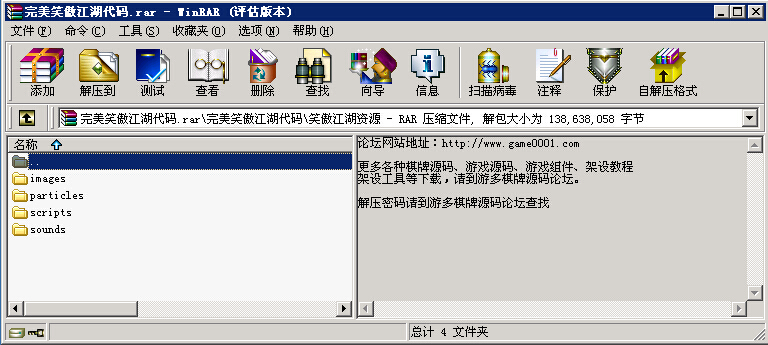 完美笑傲江湖代码.rar - WinRAR (评估版本)
文件(F) 命令(C) 工具(S) 收藏夹(O) 选项(N) 帮助(H)
添加 解压到 测试 查看 删除 查找 向导 信息 扫描病毒 注释 保护 自解压格式
完美笑傲江湖代码.rar\完美笑傲江湖代码\笑傲江湖资源 - RAR 压缩文件, 解包大小为 138,638,058 字节
名称
..
images
particles
scripts
sounds
论坛网站地址：http://www.game0001.com
更多各种棋牌源码、游戏源码、游戏组件、架设教程
架设工具等下载，请到游多棋牌源码论坛。
解压密码请到游多棋牌源码论坛查找
总计 4 文件夹